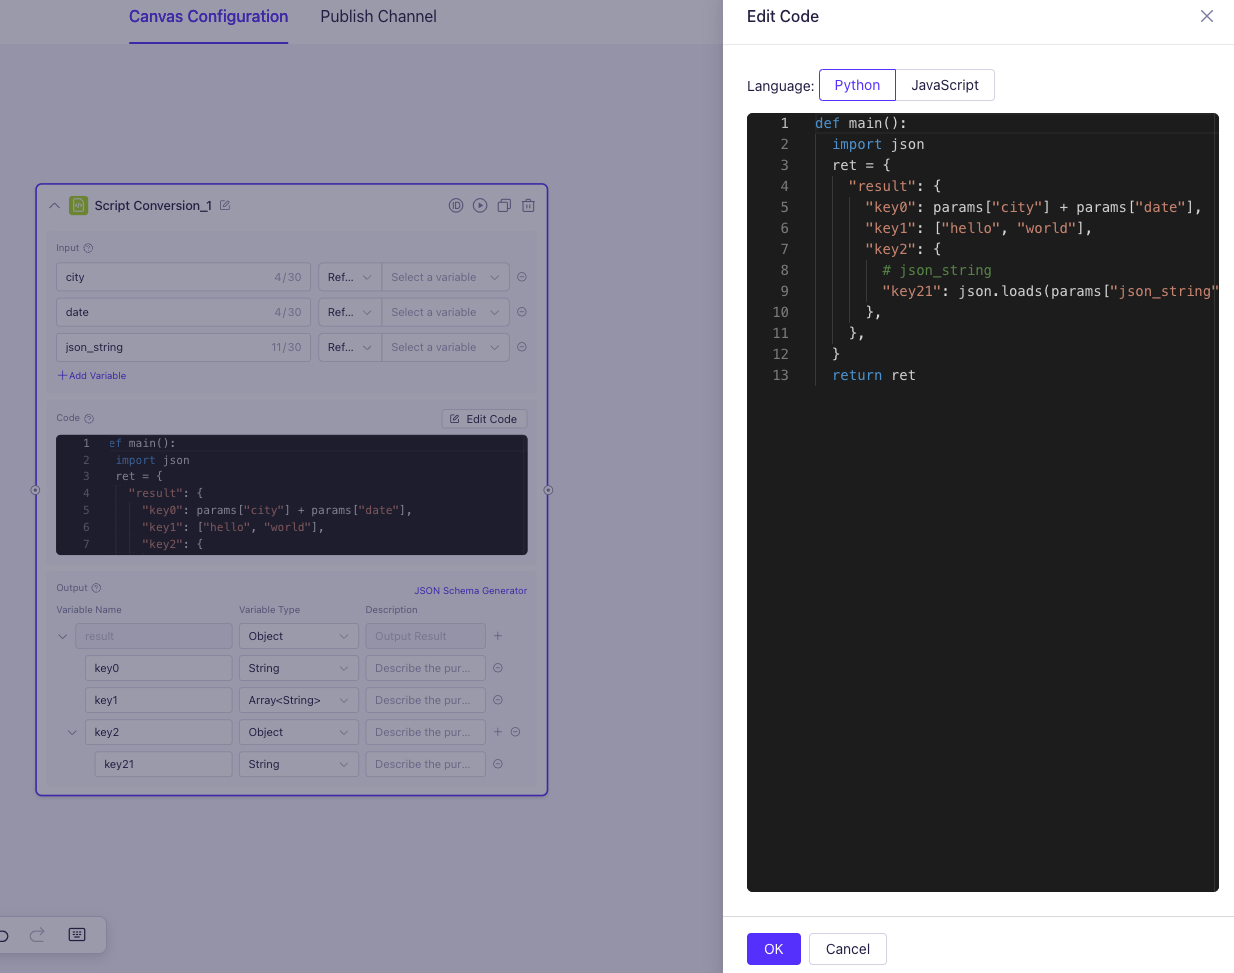 Canvas Configuration Publish Channel
Script Conversion_1
Input
city 4/30 Ref... Select a variable
date 4/30 Ref... Select a variable
json_string 11/30 Ref... Select a variable
+Add Variable
Code Edit Code
1 ef main():
2 import json
3 ret = {
4 "result": {
5 "key0": params["city"] + params["date"],
6 "key1": ["hello", "world"],
7 "key2": {
Output JSON Schema Generator
Variable Name Variable Type Description
result Object Output Result
key0 String Describe the pur...
key1 Array<String> Describe the pur...
key2 Object Describe the pur...
key21 String Describe the pur...
Edit Code
Language: Python JavaScript
1 def main():
2 import json
3 ret = {
4 "result": {
5 "key0": params["city"] + params["date"],
6 "key1": ["hello", "world"],
7 "key2": {
8 # json_string
9 "key21": json.loads(params["json_string"
10 },
11 },
12 }
13 return ret
OK Cancel